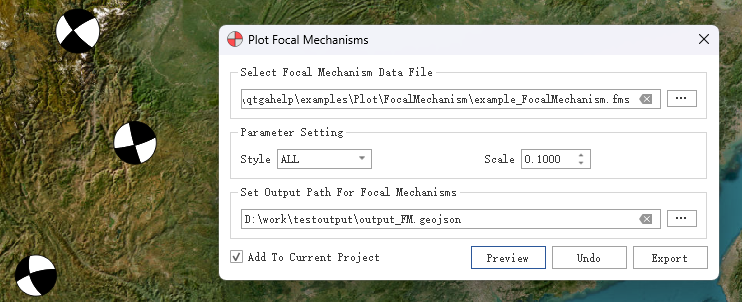 Plot Focal Mechanisms
Select Focal Mechanism Data File
\qtgahelp\examples\Plot\FocalMechanism\example_FocalMechanism.fms
...
Parameter Setting
Style ALL Scale 0.1000
Set Output Path For Focal Mechanisms
D:\work\testoutput\output_FM.geojson
...
Add To Current Project Preview Undo Export